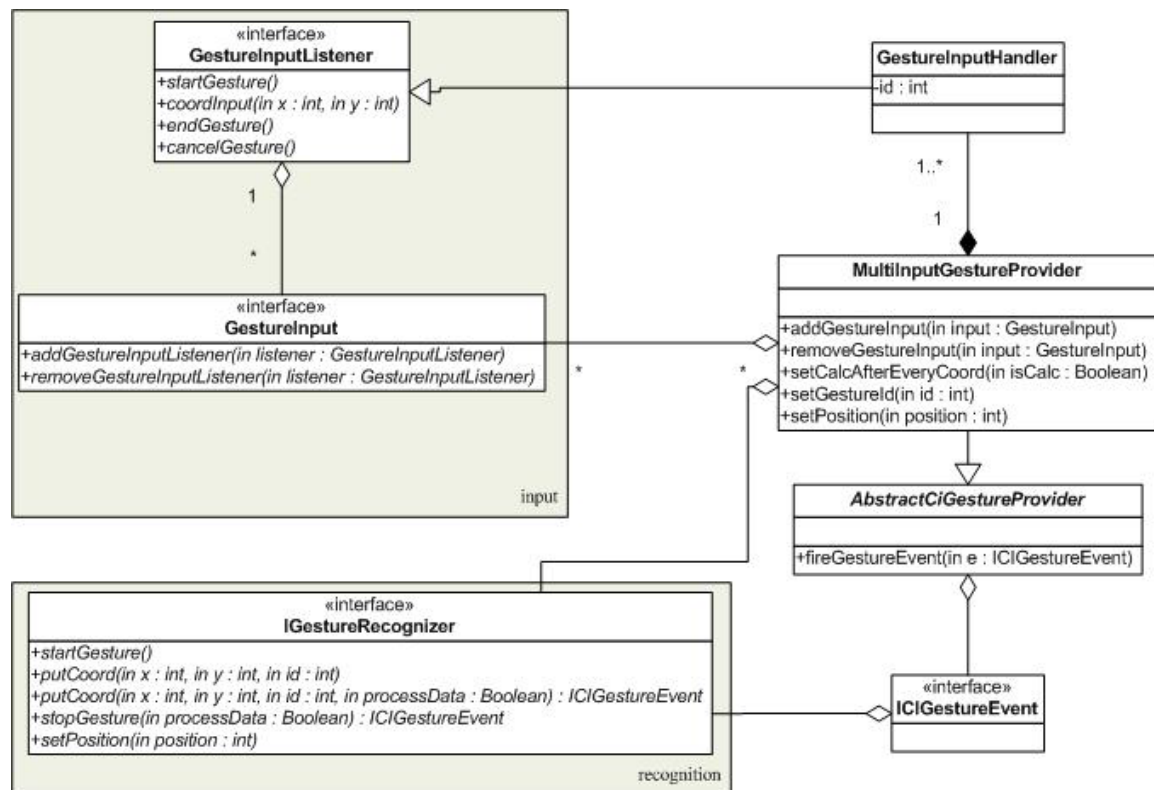 «interface»
GestureInputListener
+startGesture()
+coordInput(in x : int, in y : int)
+endGesture()
+cancelGesture()
1
*
«interface»
GestureInput
+addGestureInputListener(in listener : GestureInputListener)
+removeGestureInputListener(in listener : GestureInputListener)
input
GestureInputHandler
-id : int
1..*
1
MultiInputGestureProvider
+addGestureInput(in input : GestureInput)
+removeGestureInput(in input : GestureInput)
+setCalcAfterEveryCoord(in isCalc : Boolean)
+setGestureId(in id : int)
+setPosition(in position : int)
*
*
AbstractCiGestureProvider
+fireGestureEvent(in e : ICIGestureEvent)
«interface»
IGestureRecognizer
+startGesture()
+putCoord(in x : int, in y : int, in id : int)
+putCoord(in x : int, in y : int, in id : int, in processData : Boolean) : ICIGestureEvent
+stopGesture(in processData : Boolean) : ICIGestureEvent
+setPosition(in position : int)
recognition
«interface»
ICIGestureEvent